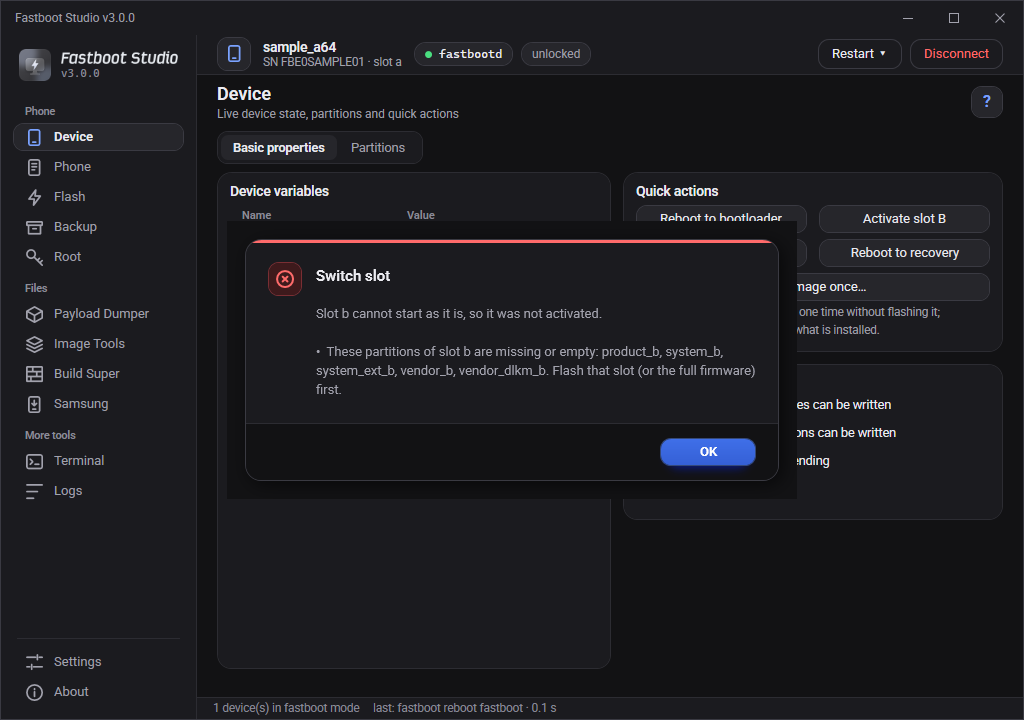 Fastboot Studio v3.0.0
Fastboot Studio
v3.0.0
Phone
Device
Phone
Flash
Backup
Root
Files
Payload Dumper
Image Tools
Build Super
Samsung
More tools
Terminal
Logs
Settings
About
sample_a64
SN FBE0SAMPLE01 · slot a
fastbootd
unlocked
Restart ▾
Disconnect
Device
Live device state, partitions and quick actions
?
Basic properties
Partitions
Device variables
Name Value
Quick actions
Reboot to bootloader
Activate slot B
Reboot to recovery
mage once...
one time without flashing it;
what is installed.
es can be written
ons can be written
ending
Switch slot
Slot b cannot start as it is, so it was not activated.
• These partitions of slot b are missing or empty: product_b, system_b,
system_ext_b, vendor_b, vendor_dlkm_b. Flash that slot (or the full firmware)
first.
OK
1 device(s) in fastboot mode last: fastboot reboot fastboot · 0.1 s